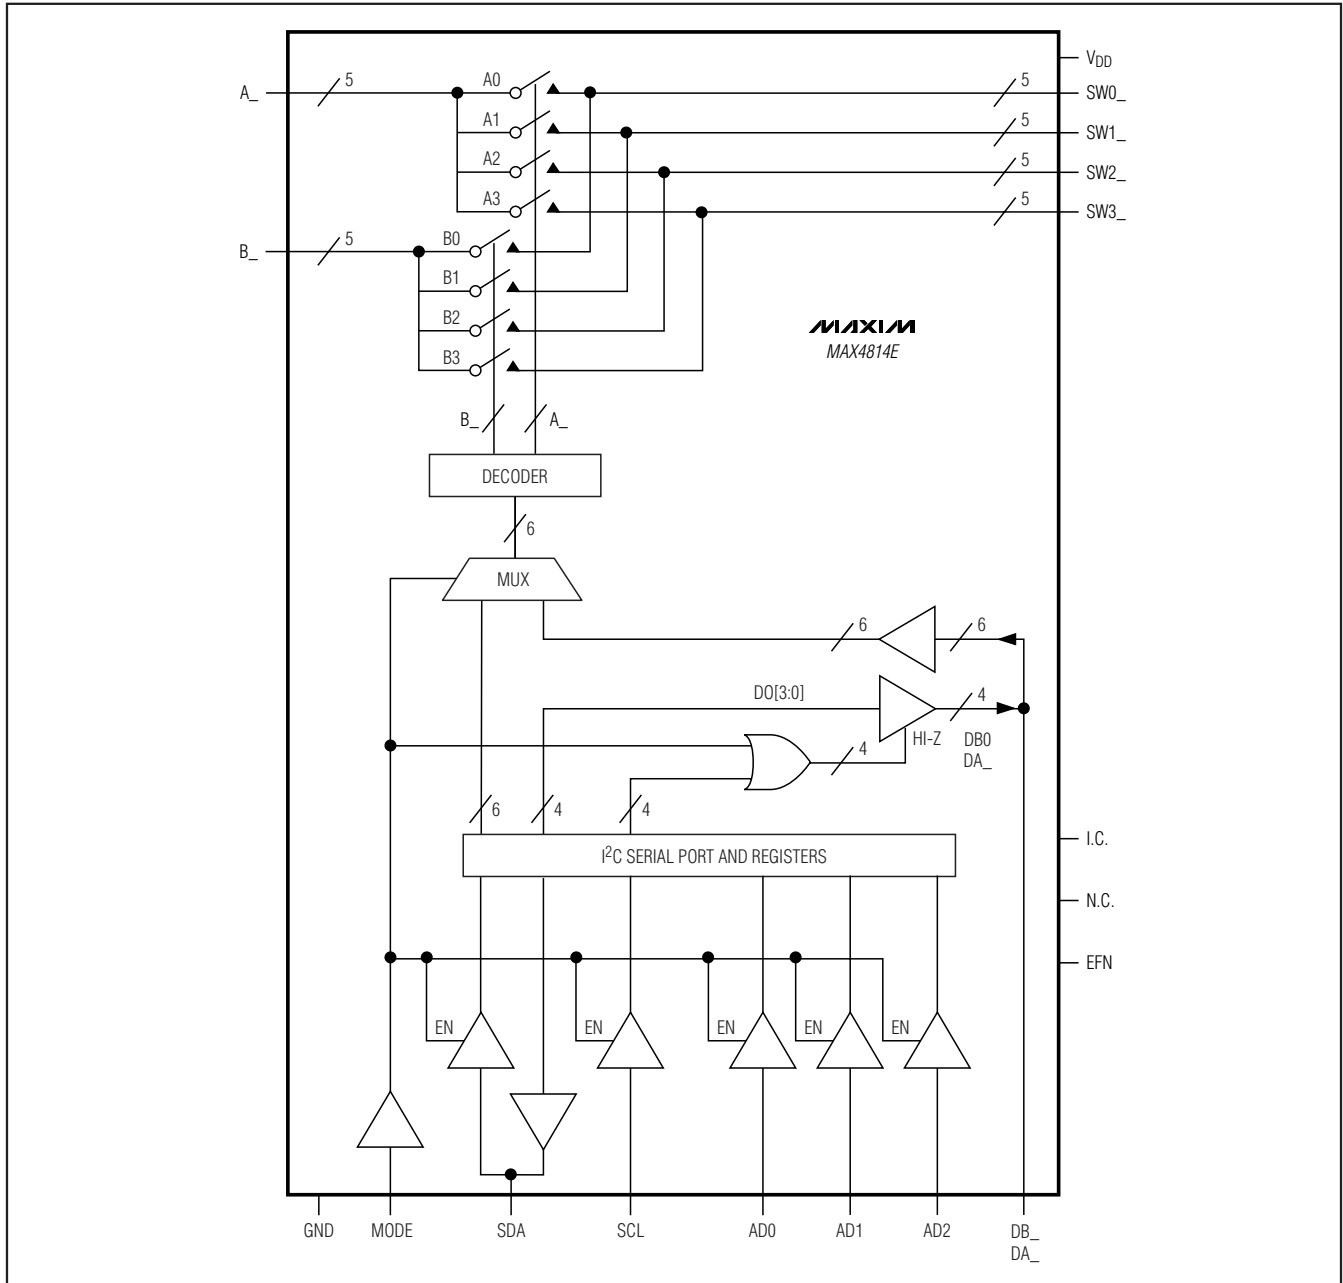 VDD
A_ 5 A0 5 SW0_
A1 5 SW1_
A2 5 SW2_
A3 5 SW3_
B_ 5 B0
B1
B2
B3
MAXIM
MAX4814E
B_ A_
DECODER
6
MUX
6 6
DO[3:0] 4
HI-Z DB0
DA_
4
6 4 4
I²C SERIAL PORT AND REGISTERS
I.C.
N.C.
EFN
EN EN EN EN EN
GND MODE SDA SCL AD0 AD1 AD2 DB_
DA_